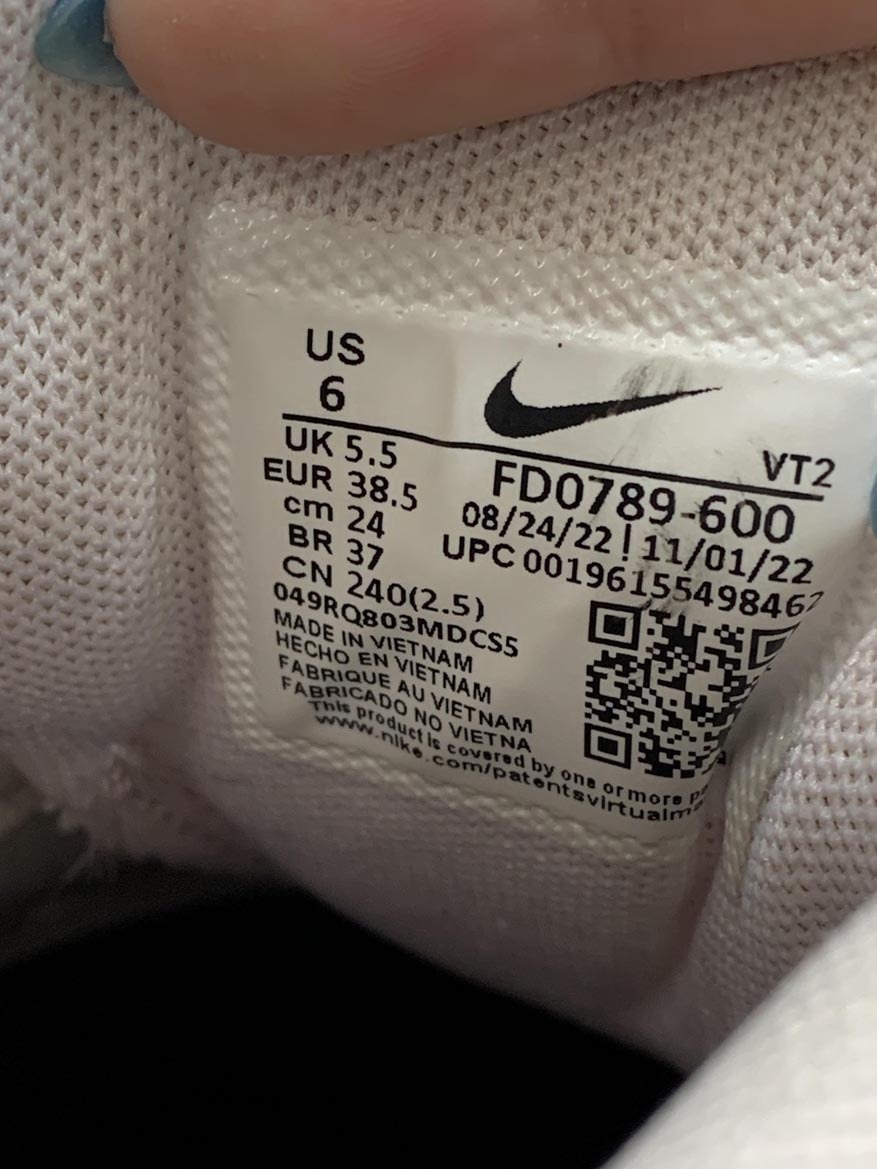 US
6
VT2
UK 5.5
FD0789-600
EUR 38.5
08/24/22 ! 11/01/22
cm 24
UPC 00196155498462
BR 37
CN 240(2.5)
049RQ803MDCS5
MADE IN VIETNAM
HECHO EN VIETNAM
FABRIQUE AU VIETNAM
FABRICADO NO VIETNA
This product is covered by one or more p
www.nike.com/patentsvirtualm